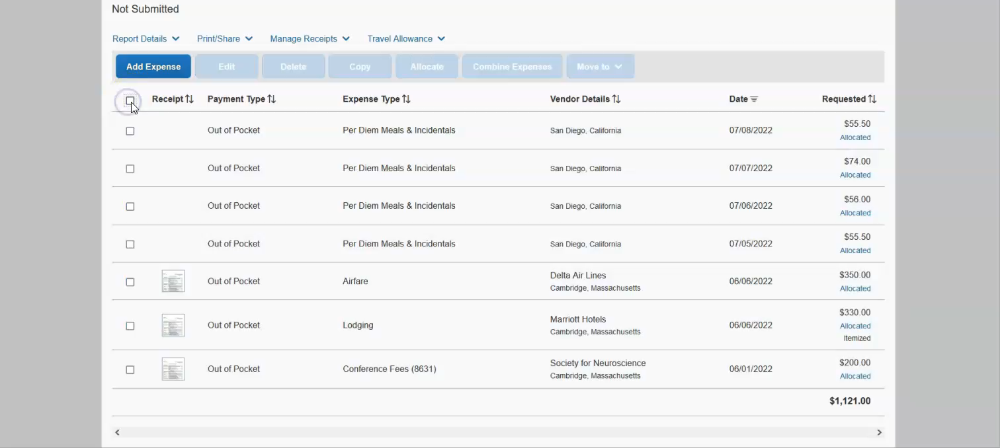 Not Submitted
Report Details Print/Share Manage Receipts Travel Allowance
Add Expense Edit Delete Copy Allocate Combine Expenses Move to
Receipt Payment Type Expense Type Vendor Details Date Requested
Out of Pocket Per Diem Meals & Incidentals San Diego, California 07/08/2022 $55.50
Allocated
Out of Pocket Per Diem Meals & Incidentals San Diego, California 07/07/2022 $74.00
Allocated
Out of Pocket Per Diem Meals & Incidentals San Diego, California 07/06/2022 $56.00
Allocated
Out of Pocket Per Diem Meals & Incidentals San Diego, California 07/05/2022 $55.50
Allocated
Out of Pocket Airfare Delta Air Lines 06/06/2022 $350.00
Cambridge, Massachusetts Allocated
Out of Pocket Lodging Marriott Hotels 06/06/2022 $330.00
Cambridge, Massachusetts Allocated
Itemized
Out of Pocket Conference Fees (8631) Society for Neuroscience 06/01/2022 $200.00
Cambridge, Massachusetts Allocated
$1,121.00